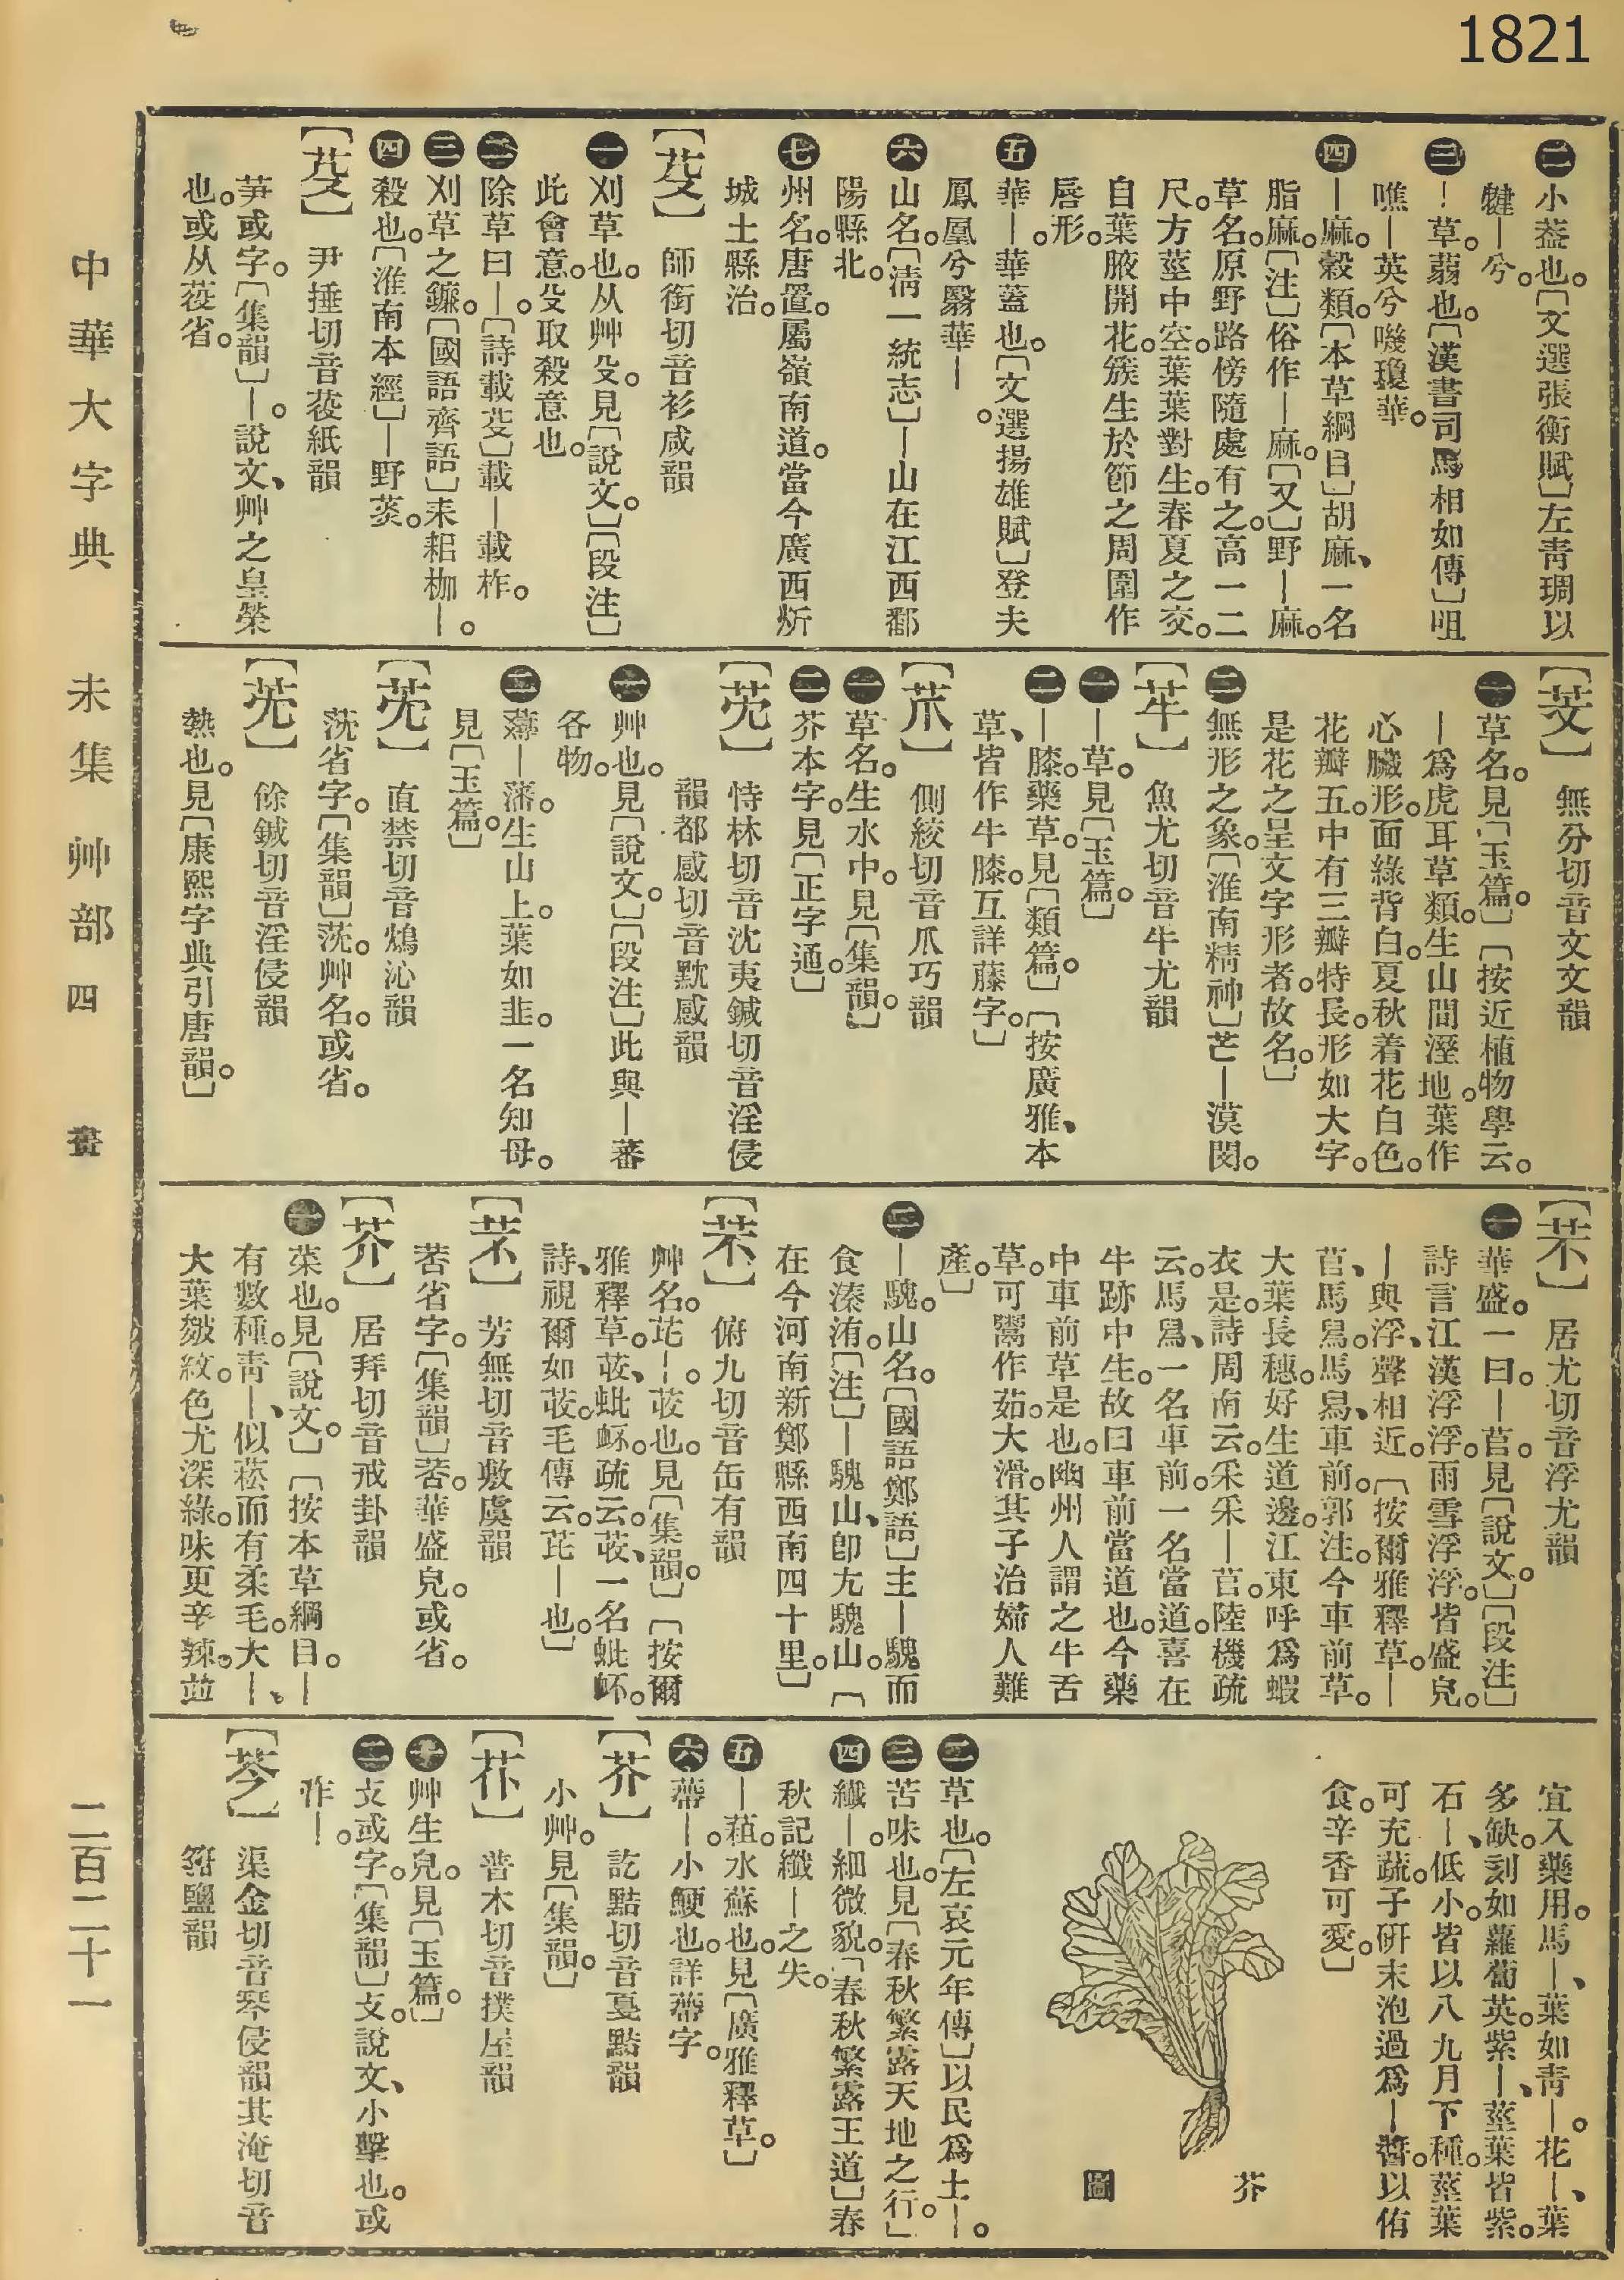 1821
㊁小葢也。〔文選張衡賦〕左靑琱以
犍｜兮。
㊂｜草。蒻也。〔漢書司馬相如傳〕咀
噍｜英兮嘰瓊華。
㊃｜麻。穀類。〔本草綱目〕胡麻、一名
脂麻。〔注〕俗作｜麻。〔又〕野｜麻。
草名。原野路傍隨處有之。高一二
尺。方莖中空。葉葉對生。春夏之交。
自葉腋開花。簇生於節之周圍作
脣形。
㊄華｜。華蓋也。〔文選揚雄賦〕登夫
鳳凰兮翳華｜。
㊅山名。〔淸一統志〕｜山在江西鄱
陽縣北。
㊆州名。唐置。屬嶺南道。當今廣西炘
城土縣治。
【芟】師銜切音衫咸韻
㊀刈草也。从艸殳。見〔說文。〕〔段注〕
此會意。殳取殺意也。
㊁除草曰｜。〔詩載芟〕載｜載柞。
㊂刈草之鐮。〔國語齊語〕耒耜枷｜。
㊃殺也。〔淮南本經〕｜野菼。
【芟】尹捶切音蒍紙韻
芛或字。〔集韻〕｜。說文、艸之皇榮
也。或从蒍省。
【芠】無分切音文文韻
㊀草名。見〔玉篇。〕〔按近植物學云。
｜爲虎耳草類。生山間溼地。葉作
心臟形。面綠背白。夏秋着花白色。
花瓣五。中有三瓣特長。形如大字。
是花之呈文字形者。故名。〕
㊁無形之象。〔淮南精神〕芒｜漠閔。
【芈】魚尤切音牛尤韻
㊀｜草。見〔玉篇。〕
㊁｜膝。藥草。見〔類篇。〕〔按廣雅、本
草、皆作牛膝。互詳藤字。〕
【芇】側絞切音爪巧韻
㊀草名。生水中。見〔集韻。〕
㊁芥本字。見〔正字通。〕
【芫】恃林切音沈夷鍼切音淫侵
韻都感切音黕感韻
㊀艸也。見〔說文。〕〔段注〕此與｜蕃
各物。
㊁薚｜藩。生山上。葉如韭。一名知母。
見〔玉篇。〕
【芫】直禁切音鴆沁韻
莐省字。〔集韻〕莐。艸名。或省。
【芫】餘鍼切音淫侵韻
熱也。見〔康熙字典引唐韻。〕
【芣】居尤切音浮尤韻
㊀華盛。一曰｜苢。見〔說文。〕〔段注〕
詩言江漢浮浮。雨雪浮浮。皆盛皃。
｜與浮、聲相近。〔按爾雅釋草。｜
苢、馬舃。馬舃、車前。郭注。今車前草。
大葉長穗。好生道邊。江東呼爲蝦
衣是。詩周南云。采采｜苢。陸機疏
云。馬舃、一名車前。一名當道。喜在
牛跡中生。故曰車前當道也。今藥
中車前草是也。幽州人謂之牛舌
草。可鬻作茹。大滑。其子治婦人難
產。〕
㊁｜騩。山名。〔國語鄭語〕主｜騩而
食溱洧。〔注〕｜騩山、卽大騩山。〔
在今河南新鄭縣西南四十里。〕
【芣】俯九切音缶有韻
艸名。芘｜。荍也。見〔集韻。〕〔按爾
雅釋草、荍、蚍衃。疏云。荍、一名蚍衃。
詩、視爾如荍。毛傳云。芘｜也。〕
【芣】芳無切音敷虞韻
䓏省字。〔集韻〕䓏。華盛皃。或省。
【芥】居拜切音戒卦韻
㊀菜也。見〔說文。〕〔按本草綱目。｜
有數種。靑｜、似菘而有柔毛。大｜、
大葉皺紋。色尤深綠。味更辛辣。竝
宜入藥用。馬｜、葉如靑｜。花｜、葉
多缺刻如蘿蔔英。紫｜、莖葉皆紫。
石｜、低小。皆以八九月下種。莖葉
可充蔬。子研末泡過爲｜醬。以侑
食。辛香可愛。〕
芥
圖
㊁草也。〔左哀元年傳〕以民爲土｜。
㊂苦味也。見〔春秋繁露天地之行。〕
㊃纖｜。細微貌。〔春秋繁露王道〕春
秋記纖｜之失。
㊄｜蒩。水蘇也。見〔廣雅釋草。〕
㊅蔕｜。小鯁也。詳蔕字。
【芥】訖黠切音戛黠韻
小艸。見〔集韻。〕
【芢】普木切音撲屋韻
㊀艸生皃。見〔玉篇。〕
㊁攴或字。〔集韻〕攴。說文、小擊也。或
作｜。
【芩】渠金切音琴侵韻其淹切音
箝鹽韻
中華大字典　未集　艸部　四畫　二百二十一